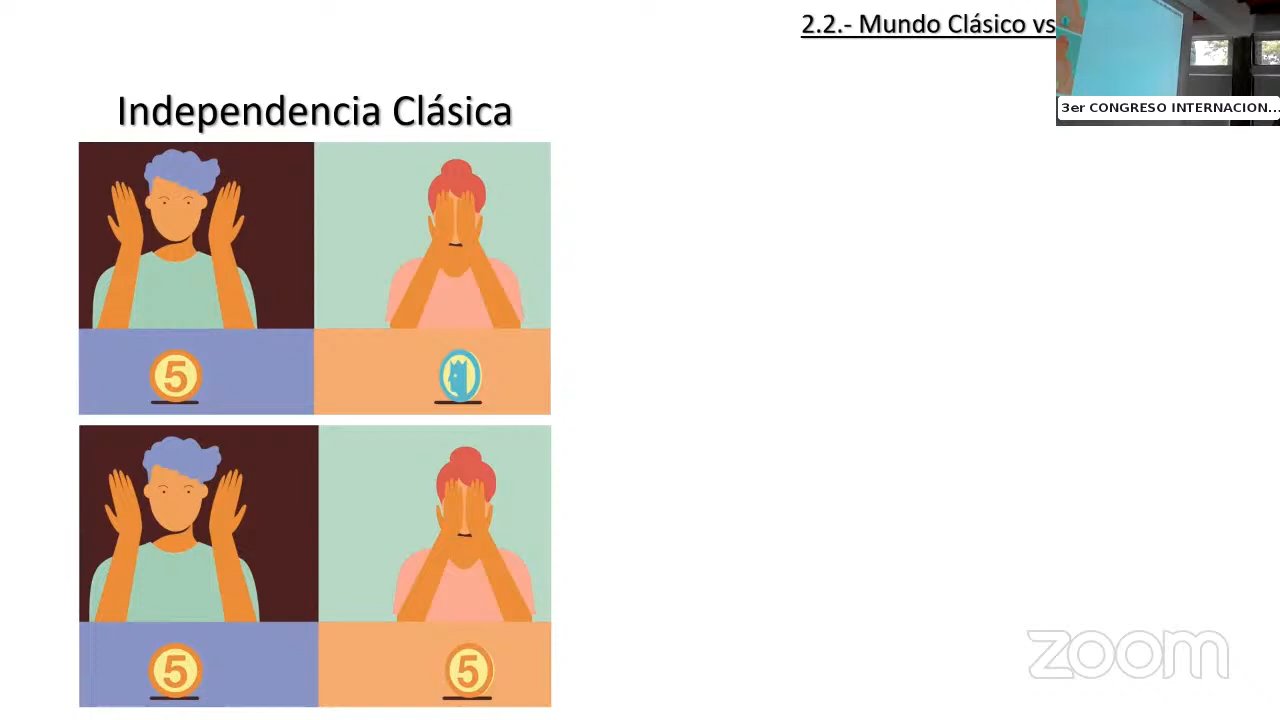 2.2.- Mundo Clásico vs
3er CONGRESO INTERNACION...
Independencia Clásica
5
5
5
zoom